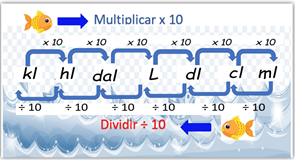 Multiplicar x 10
x 10 x 10 x 10 x 10 x 10 x 10
kl hl dal L dl cl ml
÷ 10 ÷ 10 ÷ 10 ÷ 10 ÷ 10 ÷ 10
Dividir ÷ 10